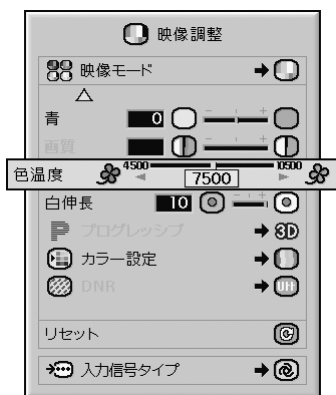 映像調整
映像モード
青 0 - +
画質
色温度 4500 7500 10500
白伸長 10 - +
P プログレッシブ 3D
カラー設定
DNR Off
リセット
入力信号タイプ